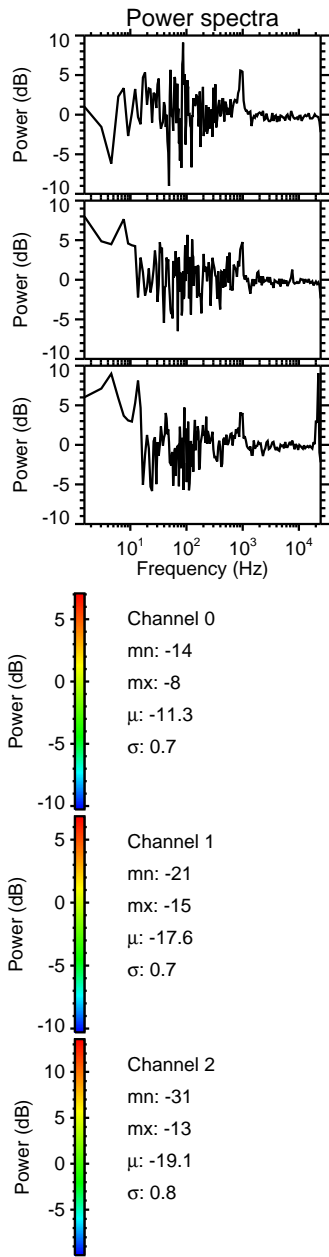 Power spectra
10
5
0
-5
-10
Power (dB)
10
5
0
-5
-10
Power (dB)
10
5
0
-5
-10
Power (dB)
10¹ 10² 10³ 10⁴
Frequency (Hz)
5
0
-5
-10
Power (dB)
Channel 0
mn: -14
mx: -8
μ: -11.3
σ: 0.7
5
0
-5
-10
Power (dB)
Channel 1
mn: -21
mx: -15
μ: -17.6
σ: 0.7
10
5
0
-5
Power (dB)
Channel 2
mn: -31
mx: -13
μ: -19.1
σ: 0.8